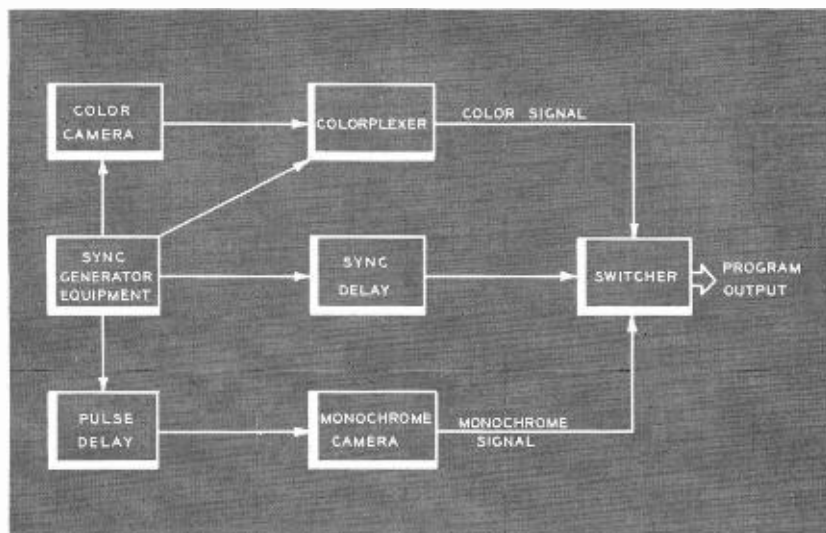 COLOR
CAMERA
COLORPLEXER
COLOR SIGNAL
SYNC
GENERATOR
EQUIPMENT
SYNC
DELAY
SWITCHER
PROGRAM
OUTPUT
PULSE
DELAY
MONOCHROME
CAMERA
MONOCHROME
SIGNAL